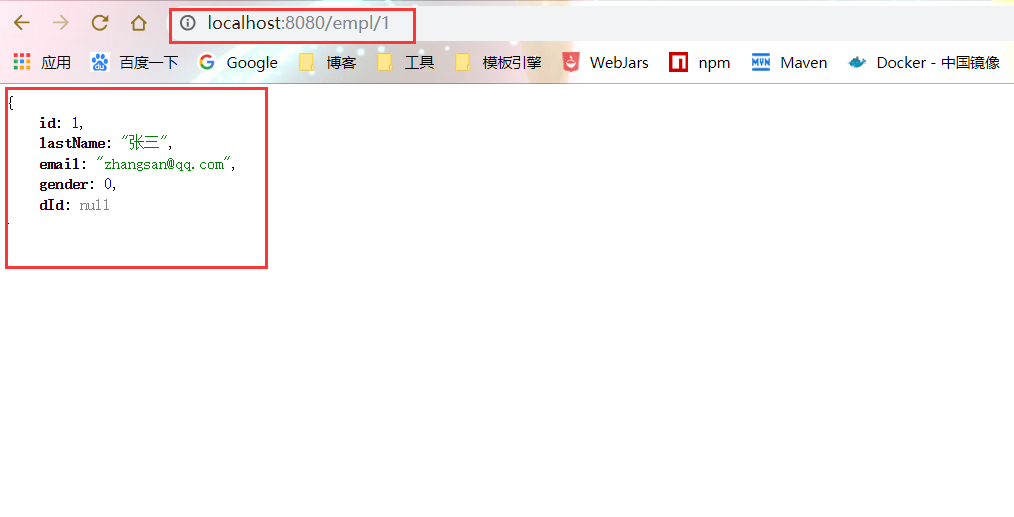 localhost:8080/empl/1
应用 百度一下 Google 博客 工具 模板引擎 WebJars npm Maven Docker - 中国镜像
{
id: 1,
lastName: "张三",
email: "zhangsan@qq.com",
gender: 0,
dId: null